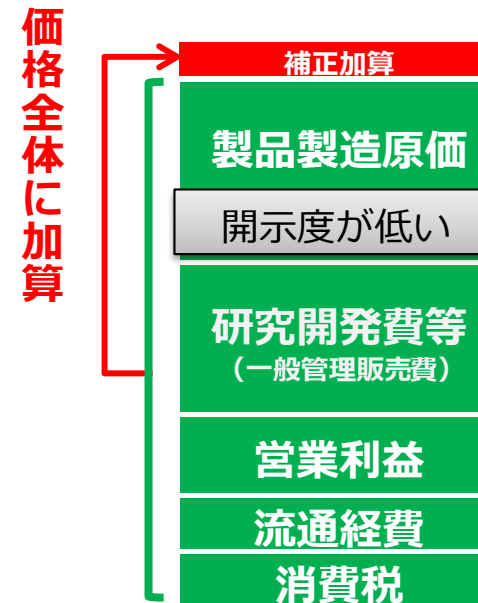 価格全体に加算
補正加算
製品製造原価
開示度が低い
研究開発費等
（一般管理販売費）
営業利益
流通経費
消費税